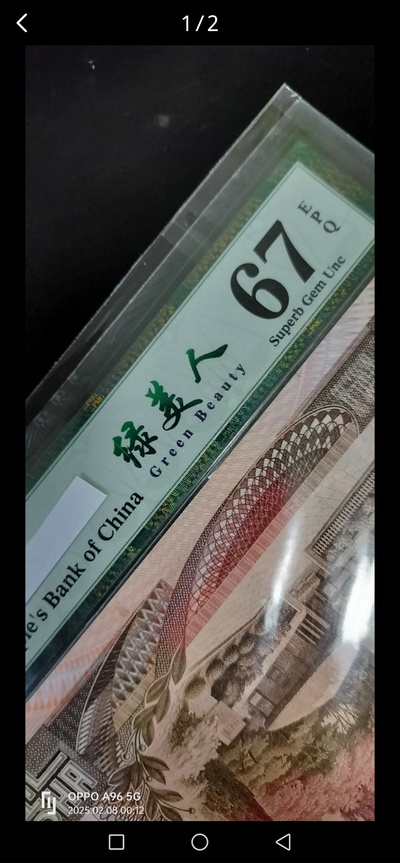 1/2
67
EPQ
Superb Gem Unc
绿美人
Green Beauty
le's Bank of China
OPPO A96 5G
2025.02.08 00:12